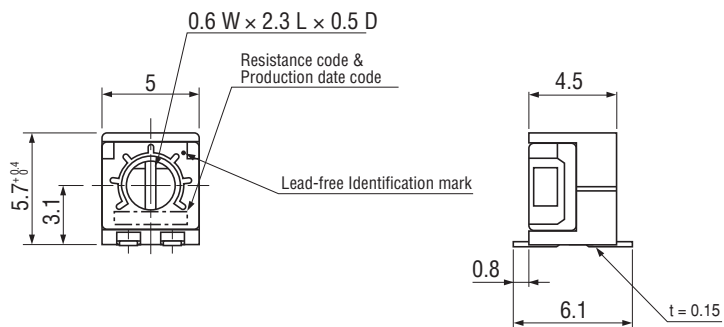 0.6 W × 2.3 L × 0.5 D
Resistance code &
Production date code
5
4.5
5.7 +0.4 0
3.1
Lead-free Identification mark
0.8
6.1
t = 0.15